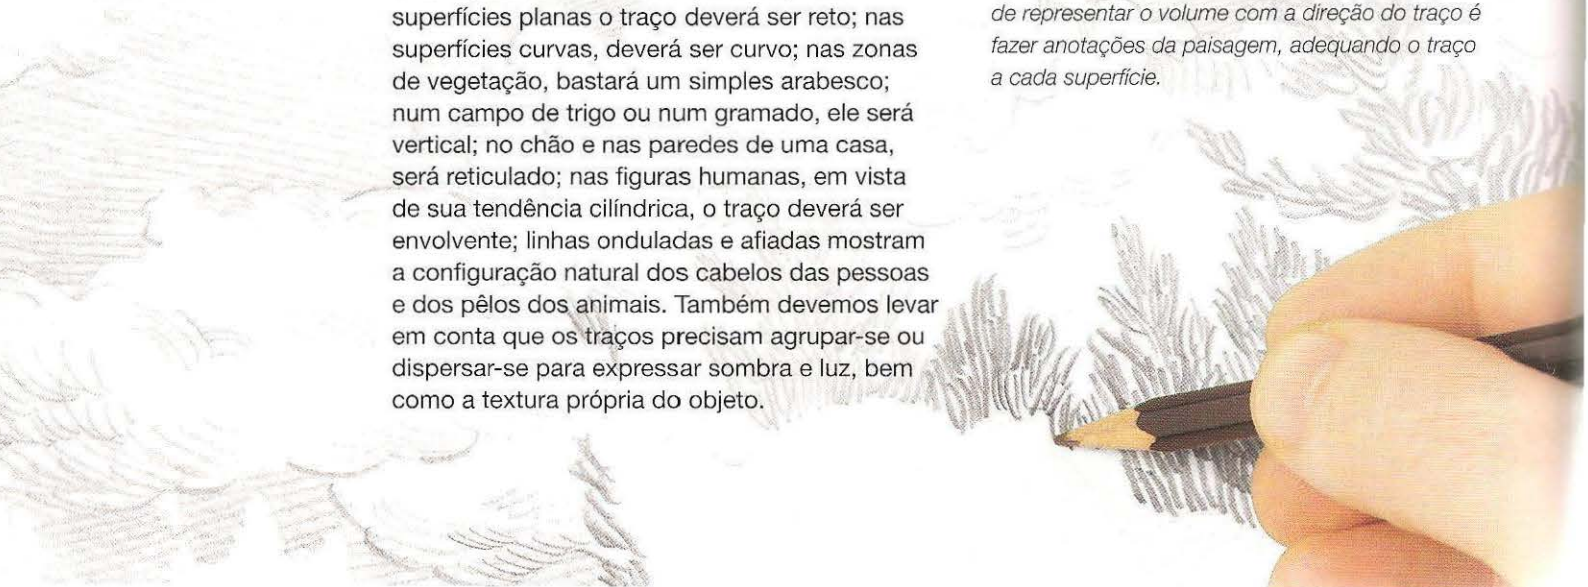 superfícies planas o traço deverá ser reto; nas
superfícies curvas, deverá ser curvo; nas zonas
de vegetação, bastará um simples arabesco;
num campo de trigo ou num gramado, ele será
vertical; no chão e nas paredes de uma casa,
será reticulado; nas figuras humanas, em vista
de sua tendência cilíndrica, o traço deverá ser
envolvente; linhas onduladas e afiadas mostram
a configuração natural dos cabelos das pessoas
e dos pêlos dos animais. Também devemos levar
em conta que os traços precisam agrupar-se ou
dispersar-se para expressar sombra e luz, bem
como a textura própria do objeto.
de representar o volume com a direção do traço é
fazer anotações da paisagem, adequando o traço
a cada superfície.